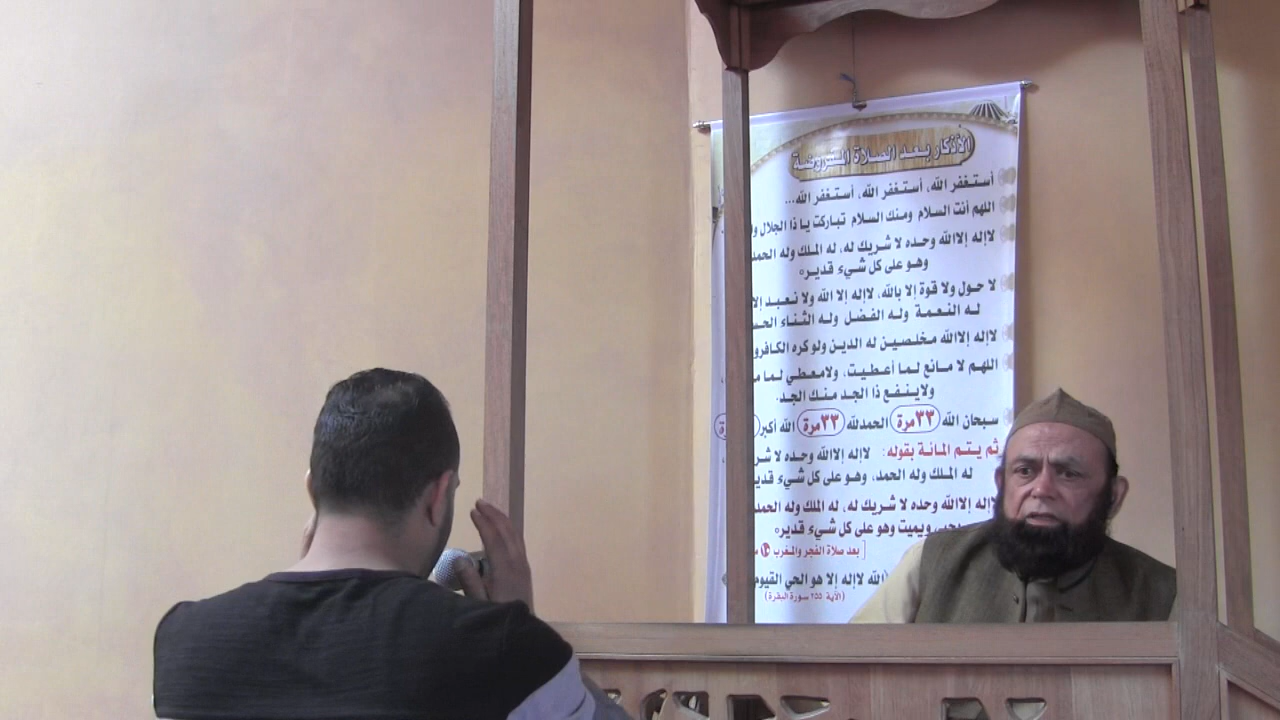 الأذكار بعد الصلاة المفروضة
أستغفر الله، أستغفر الله، أستغفر الله...
اللهم أنت السلام ومنك السلام تباركت يا ذا الجلال
لاإله إلاالله وحده لا شريك له، له الملك وله الحمد
وهو على كل شيء قدير
لا حول ولا قوة إلا بالله، لاإله إلا الله ولا نعبد
له النعمة وله الفضل وله الثناء
لاإله إلاالله مخلصين له الدين ولو كره
اللهم لا مانع لما أعطيت، ولامعطي لما
ولاينفع ذا الجد منك الجد.
سبحان الله ٣٣ مرة الحمدلله ٣٣ مرة الله أكبر
ثم يتم المائة بقوله: لاإله إلاالله وحده لا
له الملك وله الحمد، وهو على كل شيء
لاإله إلاالله وحده لا شريك له، له الملك وله الحمد
ويميت وهو على كل شيء قدير
[بعد صلاة الفجر والمغرب ١٠
الله لاإله إلا هو الحي القيوم
(الآية ٢٥٥ سورة البقرة)